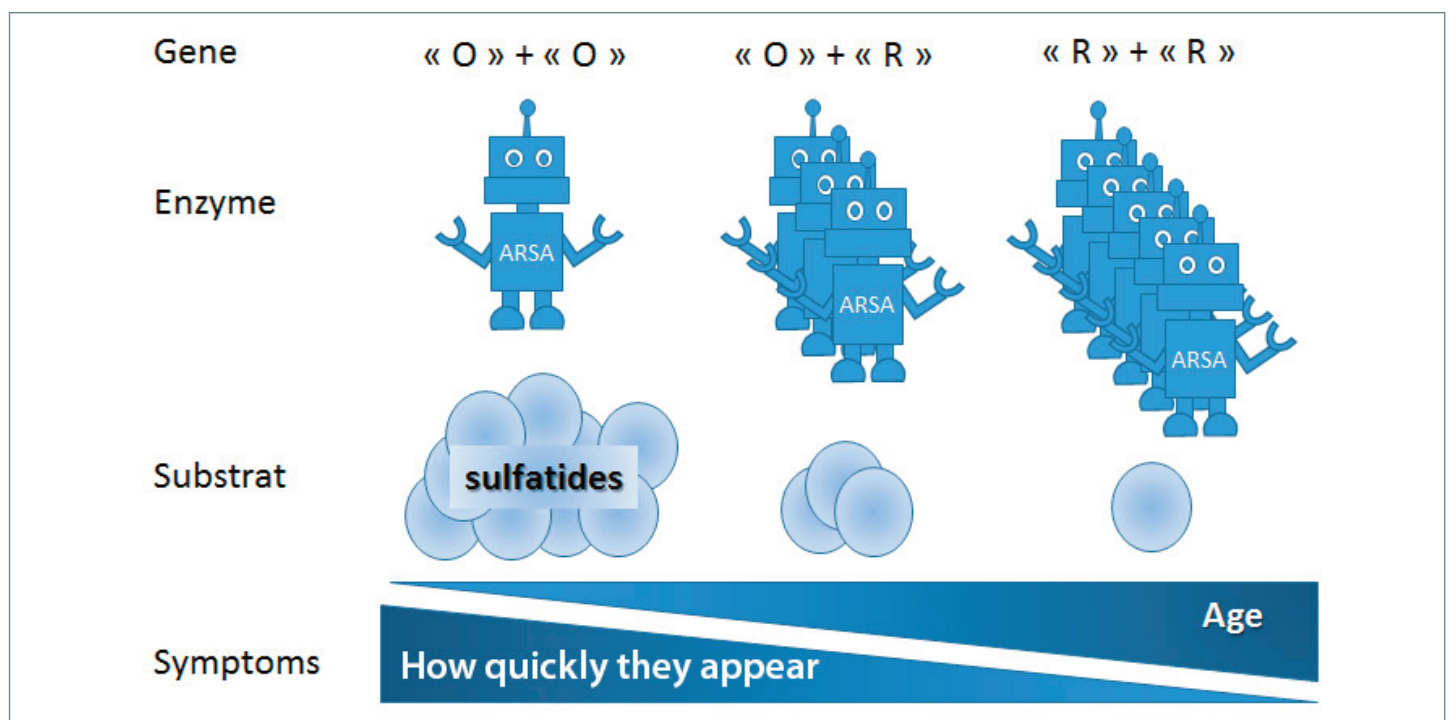 Gene « O » + « O » « O » + « R » « R » + « R »
Enzyme
ARSA
ARSA
ARSA
Substrat
sulfatides
Age
Symptoms
How quickly they appear